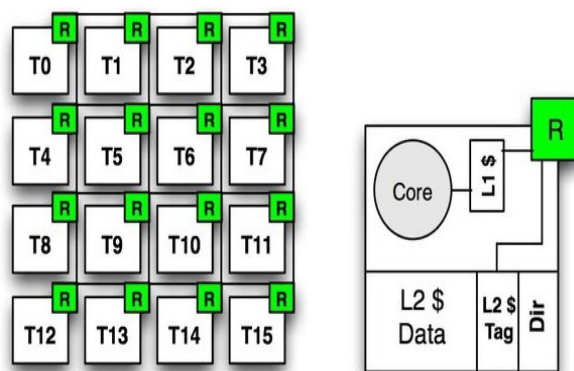 R R R R
T0 T1 T2 T3
R R R R
T4 T5 T6 T7
R R R R
T8 T9 T10 T11
R R R R
T12 T13 T14 T15
R
Core
L1 $
L2 $
Data
L2 $
Tag
Dir